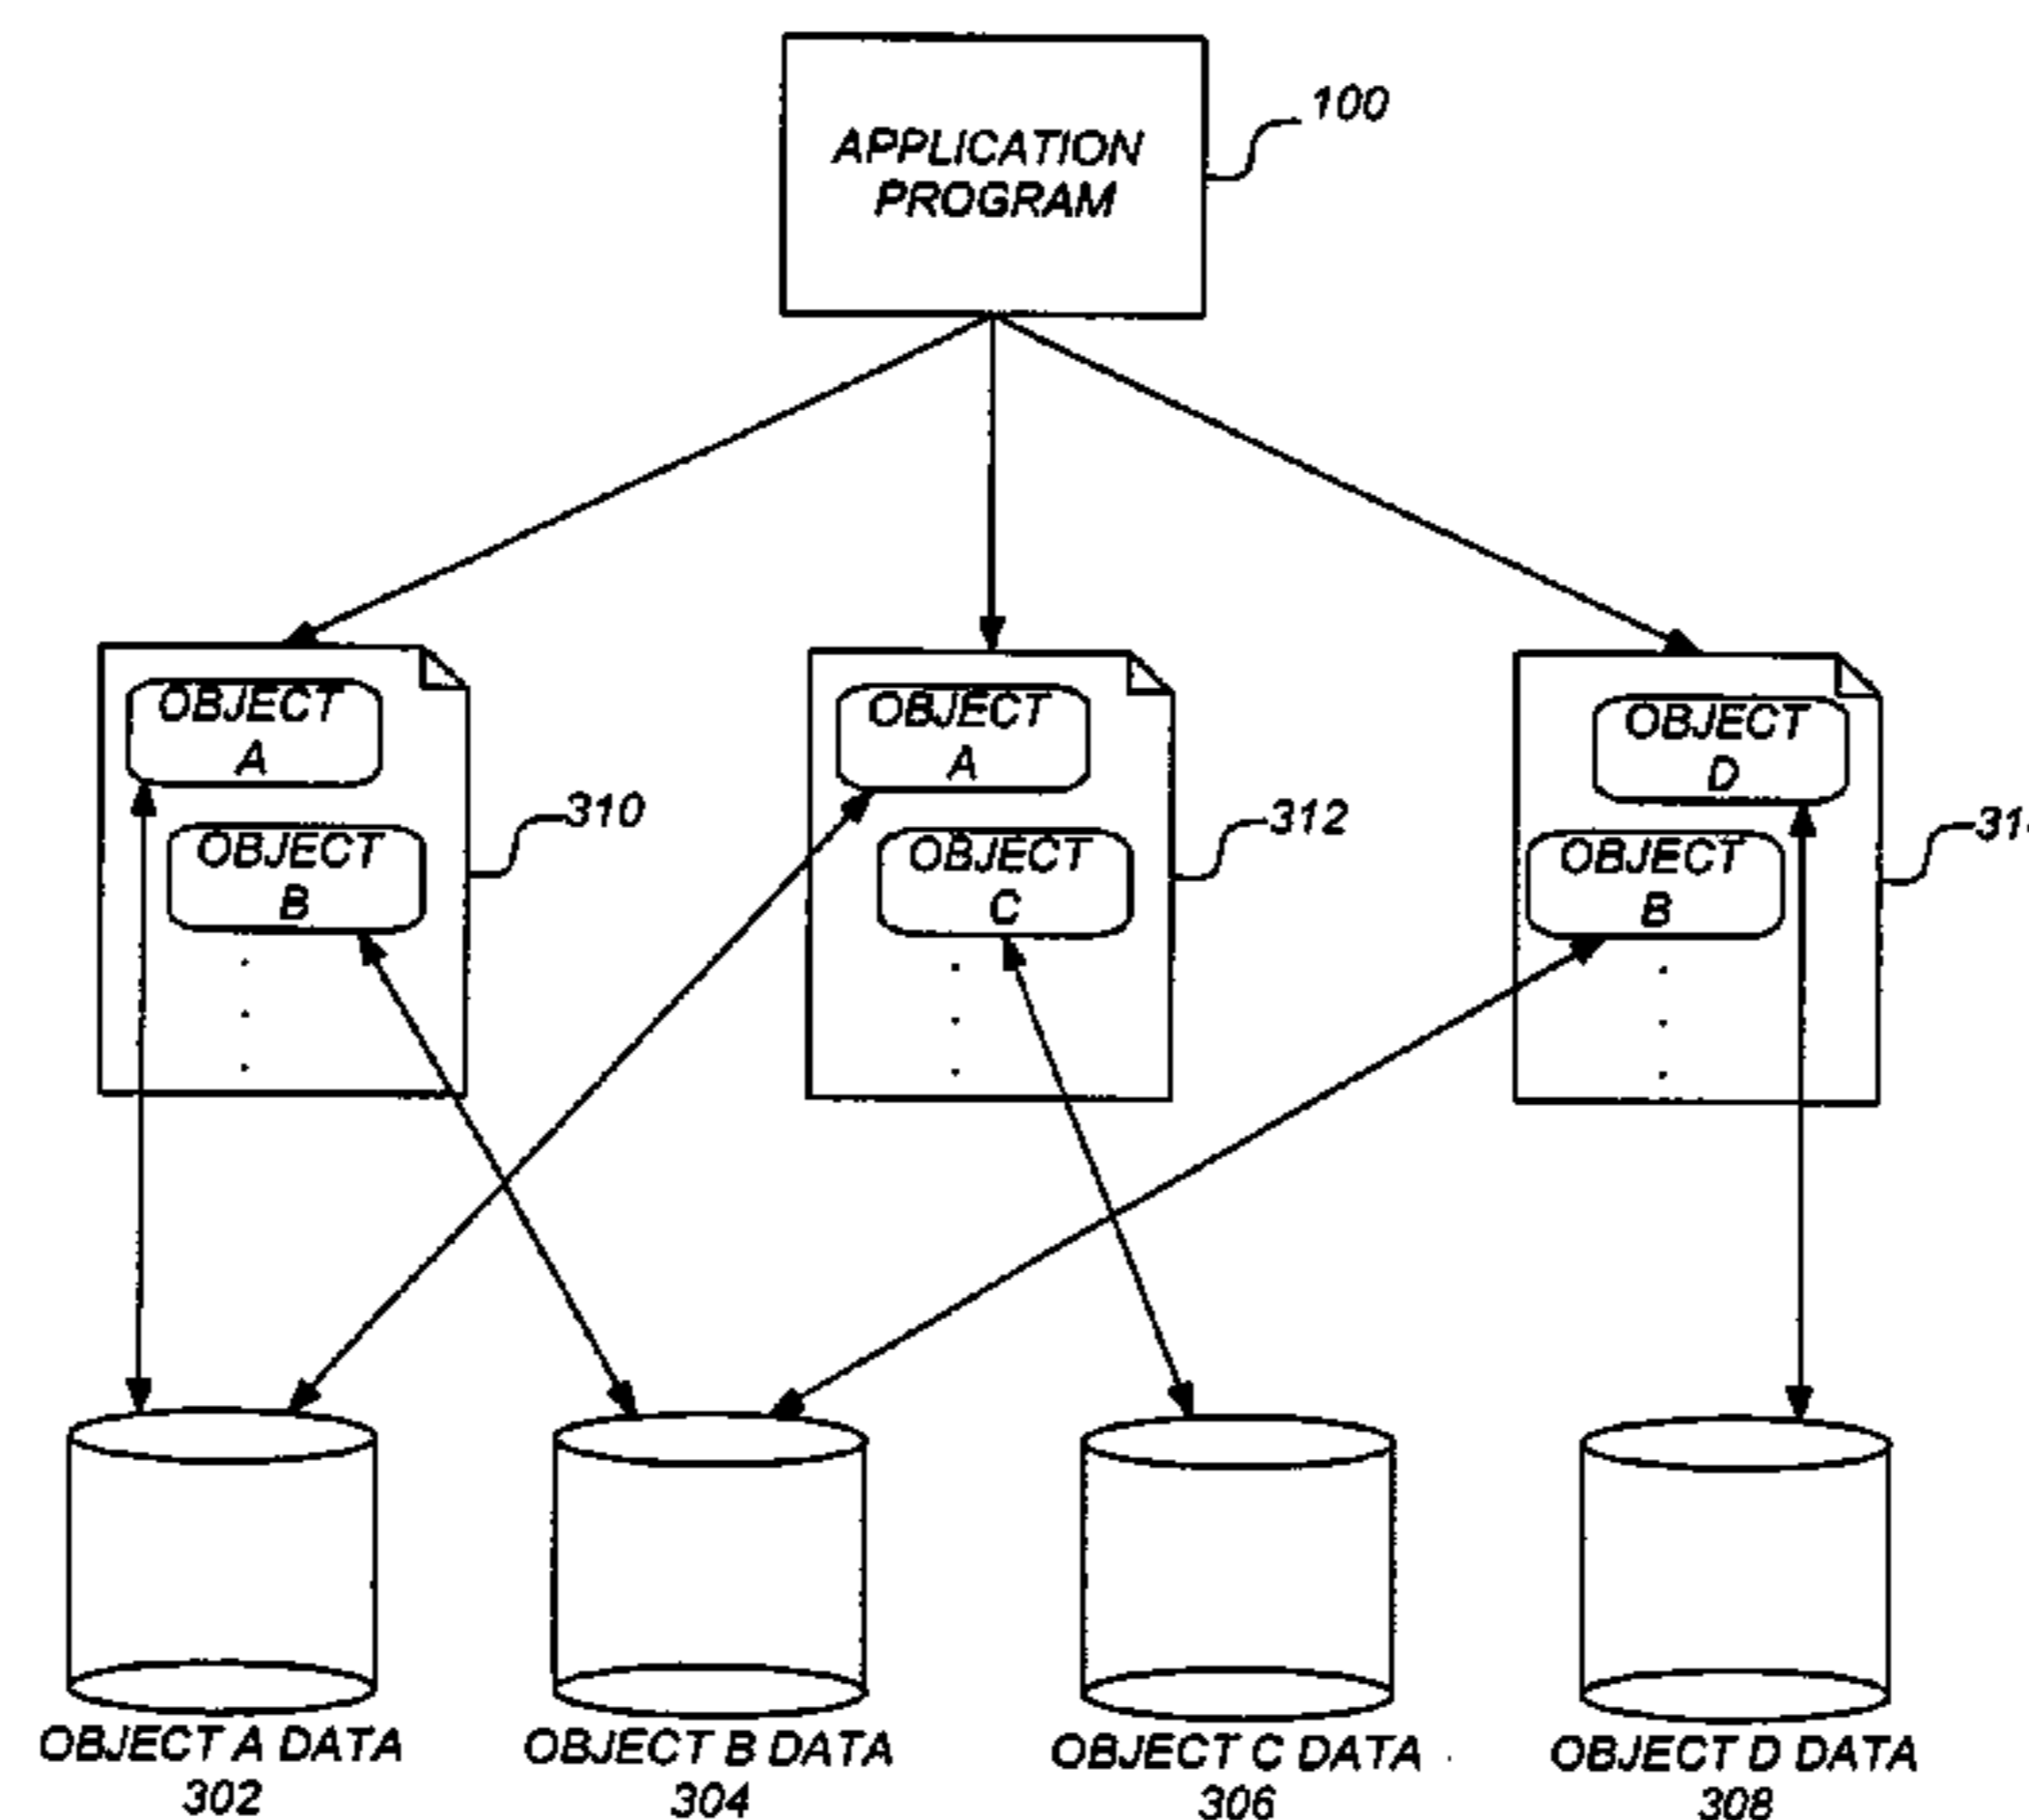 APPLICATION
PROGRAM
100
OBJECT
A
OBJECT
B
310
OBJECT
A
OBJECT
C
312
OBJECT
D
OBJECT
B
OBJECT A DATA
302
OBJECT B DATA
304
OBJECT C DATA
306
OBJECT D DATA
308